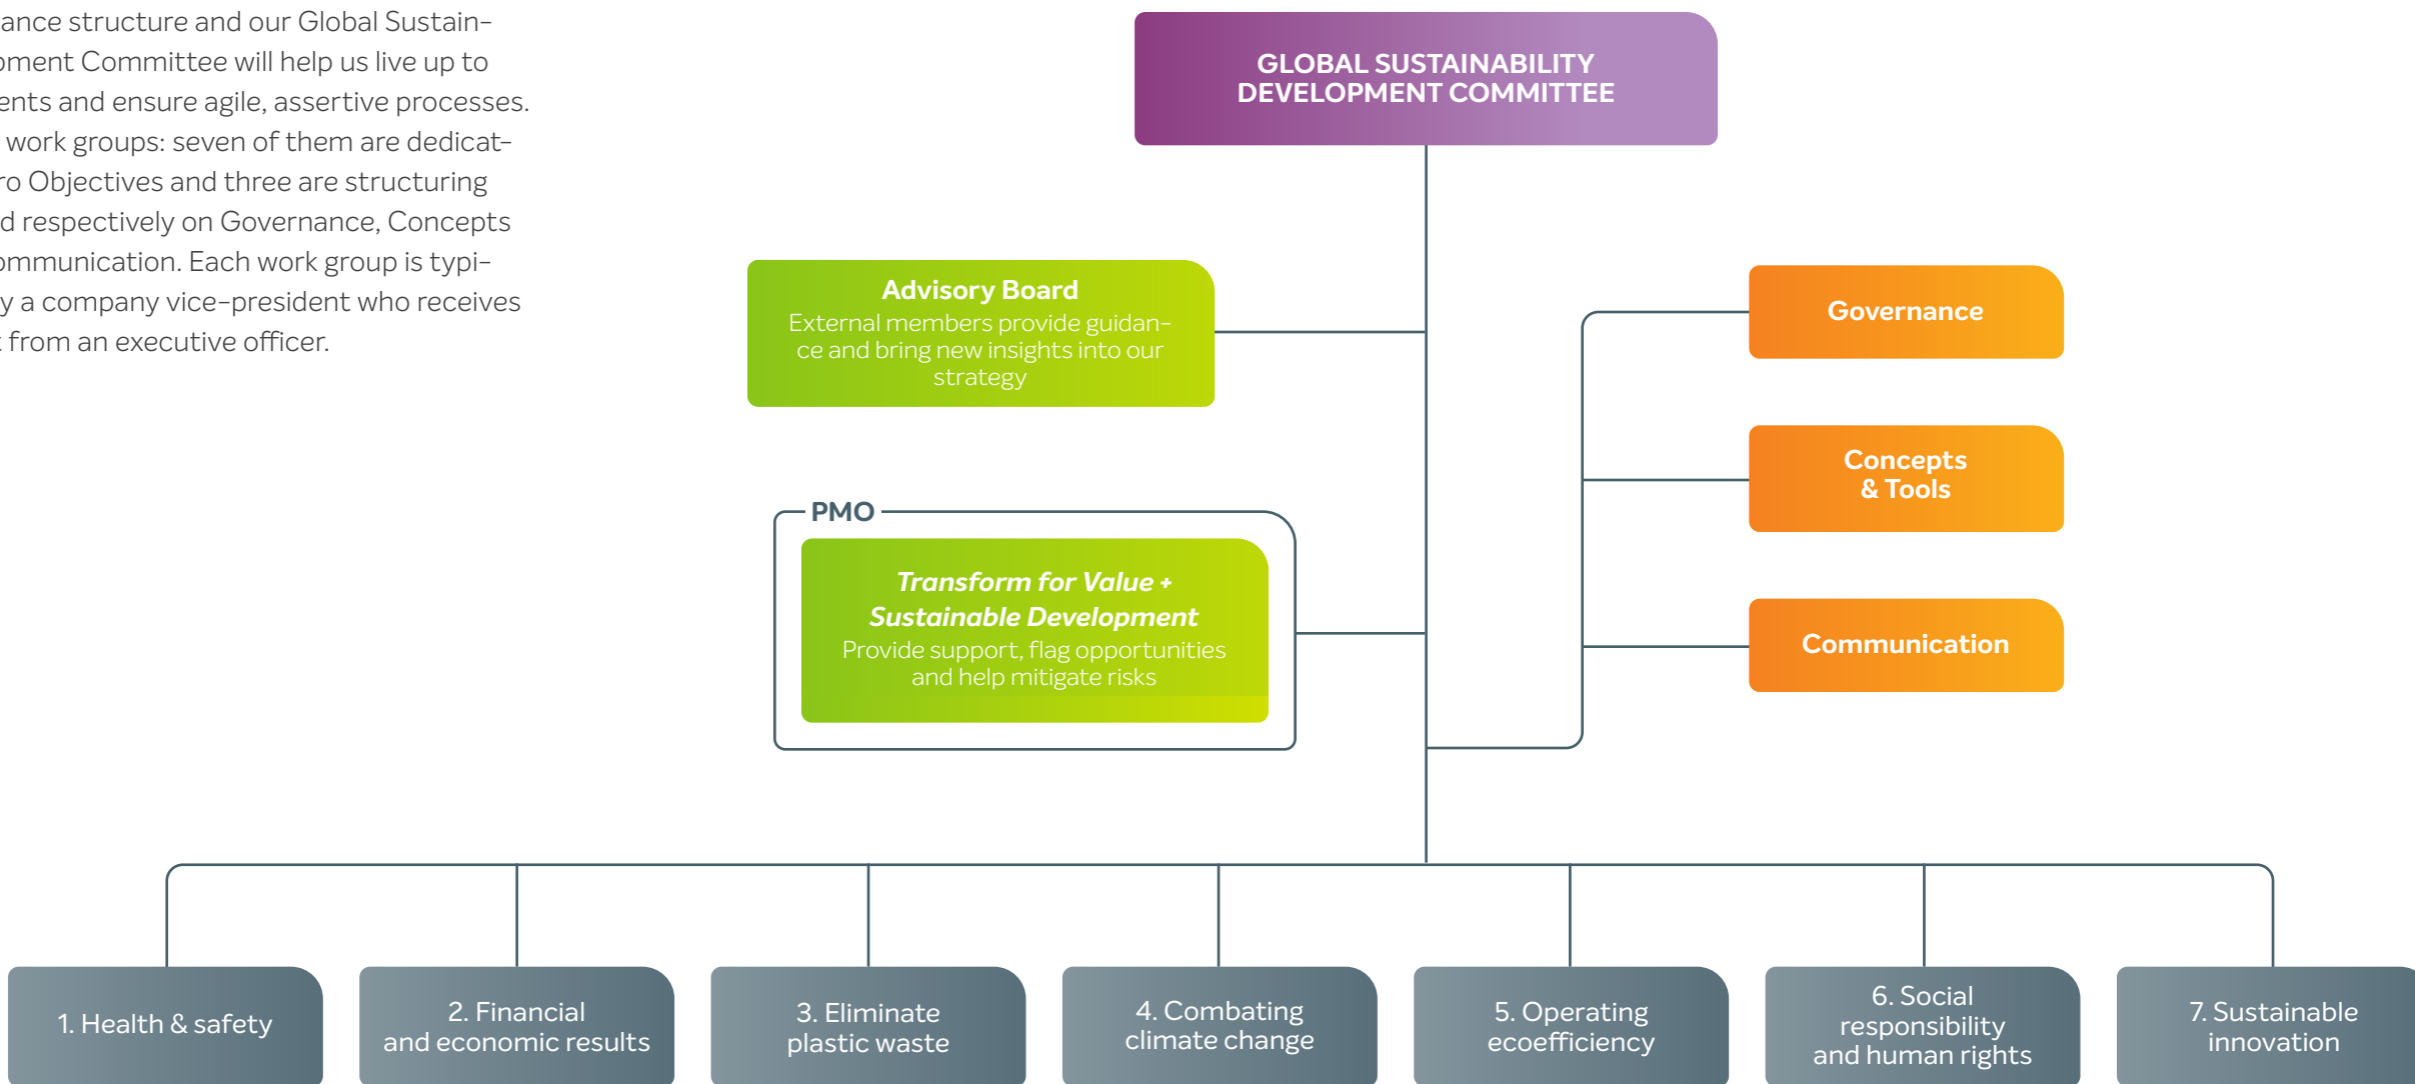 ance structure and our Global Sustain-
opment Committee will help us live up to
ents and ensure agile, assertive processes.
work groups: seven of them are dedicat-
ro Objectives and three are structuring
d respectively on Governance, Concepts
ommunication. Each work group is typi-
y a company vice-president who receives
from an executive officer.
GLOBAL SUSTAINABILITY
DEVELOPMENT COMMITTEE
Advisory Board
External members provide guidan-
ce and bring new insights into our
strategy
Governance
Concepts
& Tools
Communication
PMO
Transform for Value +
Sustainable Development
Provide support, flag opportunities
and help mitigate risks
1. Health & safety
2. Financial
and economic results
3. Eliminate
plastic waste
4. Combating
climate change
5. Operating
ecoefficiency
6. Social
responsibility
and human rights
7. Sustainable
innovation